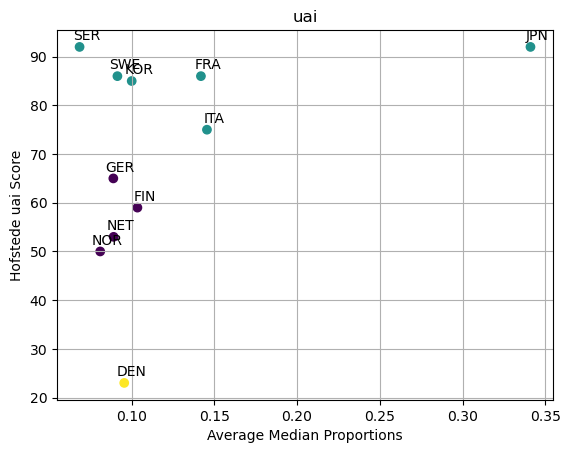 uai
SER
JPN
SWE
KOR
FRA
ITA
GER
FIN
NET
NOR
DEN
90
80
70
60
50
40
30
20
Hofstede uai Score
0.10
0.15
0.20
0.25
0.30
0.35
Average Median Proportions